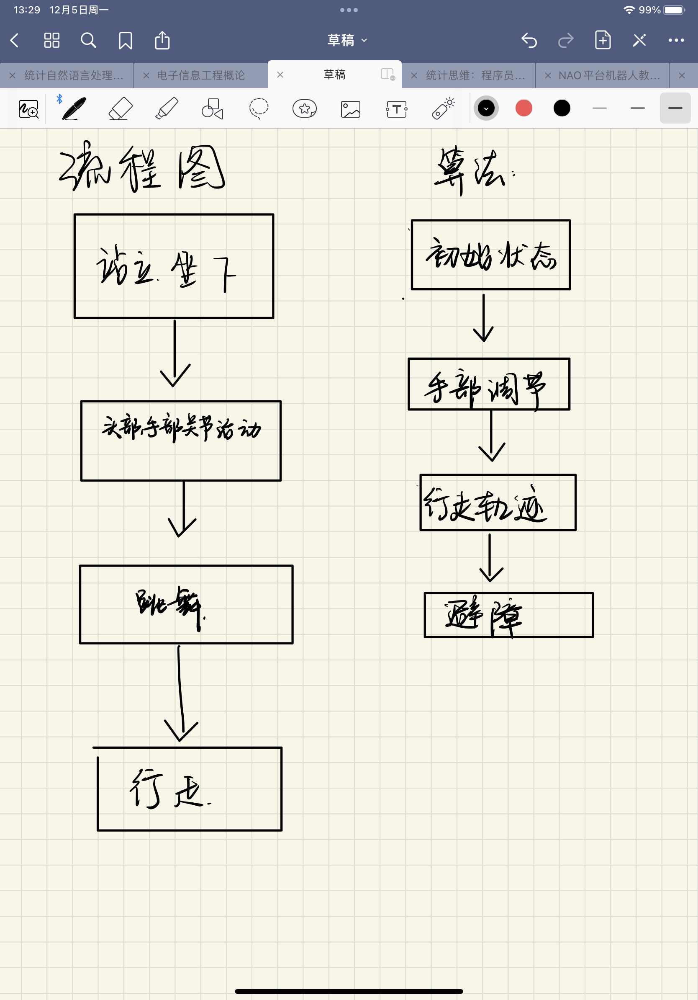 13:29 12月5日周一
99%
草稿
统计自然语言处理...
电子信息工程概论
草稿
统计思维：程序员...
NAO平台机器人教...
T
流程图
站立.坐下
头部、手部关节活动
跳舞.
行走.
算法:
初始状态
手部调节
行走轨迹
避障